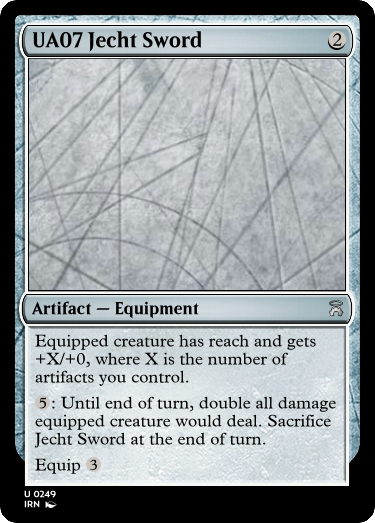 UA07 Jecht Sword 2
Artifact — Equipment
Equipped creature has reach and gets
+X/+0, where X is the number of
artifacts you control.
5: Until end of turn, double all damage
equipped creature would deal. Sacrifice
Jecht Sword at the end of turn.
Equip 3
U 0249
IRN